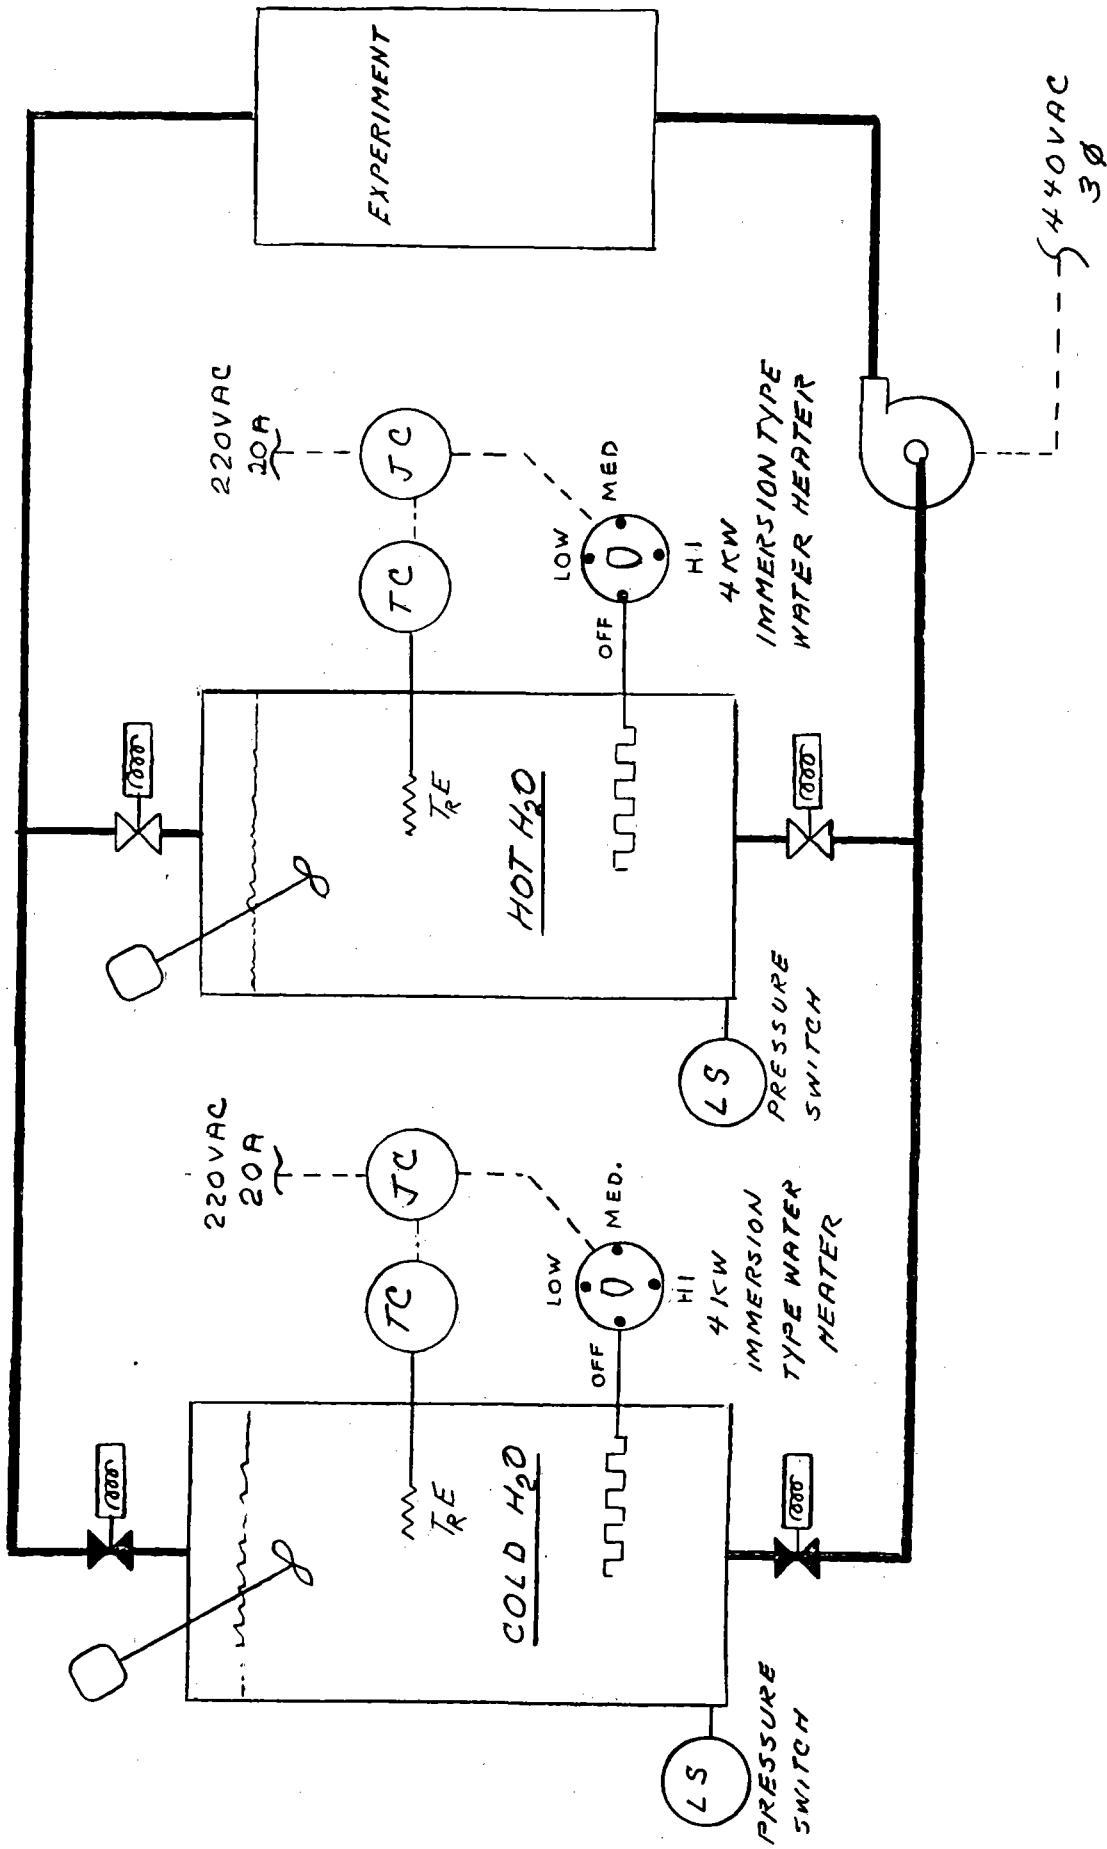 EXPERIMENT
220VAC
20A
JC
TC
LOW
MED
HI
OFF
4KW
IMMERSION TYPE
WATER HEATER
440VAC
3Ø
TRE
HOT H2O
LS
PRESSURE
SWITCH
220VAC
20A
JC
TC
LOW
MED.
HI
OFF
4KW
IMMERSION
TYPE WATER
HEATER
TRE
COLD H2O
LS
PRESSURE
SWITCH